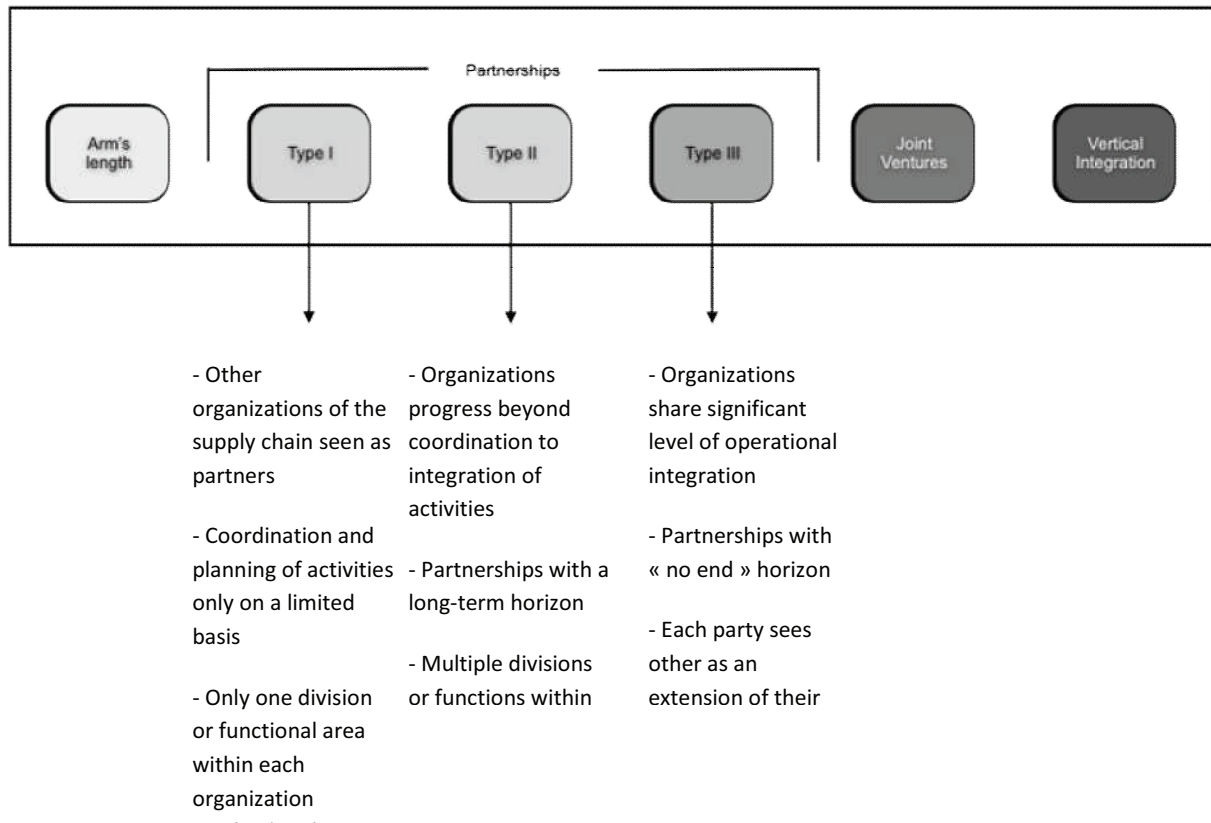 Partnerships
Arm's
length
Type I
Type II
Type III
Joint
Ventures
Vertical
Integration
- Other
organizations of the
supply chain seen as
partners
- Coordination and
planning of activities
only on a limited
basis
- Only one division
or functional area
within each
organization
- Organizations
progress beyond
coordination to
integration of
activities
- Partnerships with a
long-term horizon
- Multiple divisions
or functions within
- Organizations
share significant
level of operational
integration
- Partnerships with
« no end » horizon
- Each party sees
other as an
extension of their